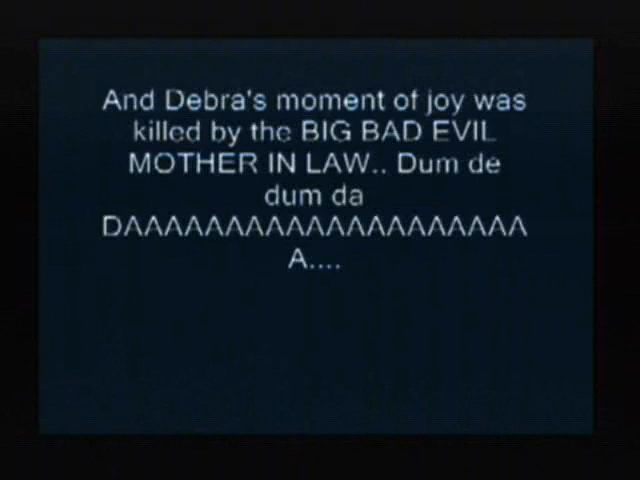 And Debra's moment of joy was
killed by the BIG BAD EVIL
MOTHER IN LAW.. Dum de
dum da
DAAAAAAAAAAAAAAAAAAAAA
A....